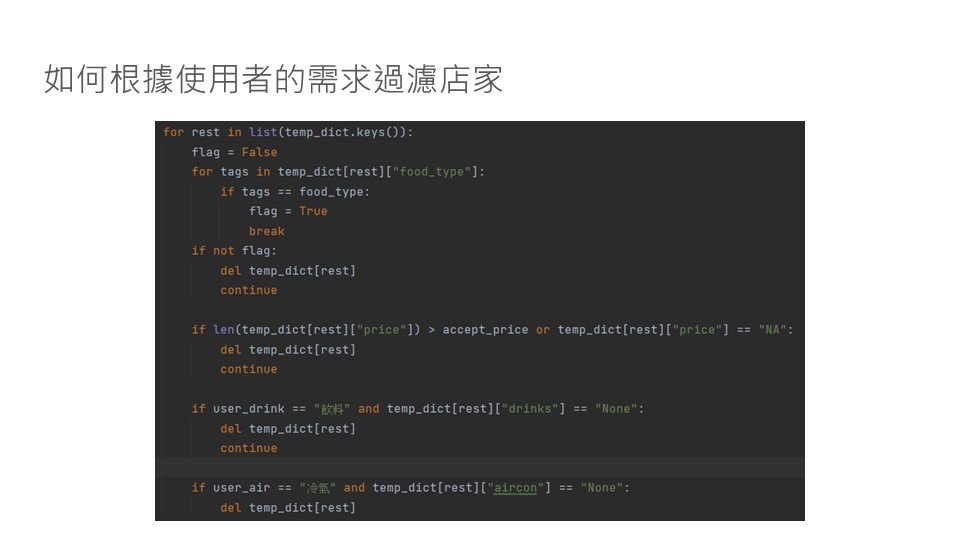 如何根據使用者的需求過濾店家
for rest in list(temp_dict.keys()):
    flag = False
    for tags in temp_dict[rest]["food_type"]:
        if tags == food_type:
            flag = True
            break
    if not flag:
        del temp_dict[rest]
        continue
    if len(temp_dict[rest]["price"]) > accept_price or temp_dict[rest]["price"] == "NA":
        del temp_dict[rest]
        continue
    if user_drink == "飲料" and temp_dict[rest]["drinks"] == "None":
        del temp_dict[rest]
        continue
    if user_air == "冷氣" and temp_dict[rest]["aircon"] == "None":
        del temp_dict[rest]